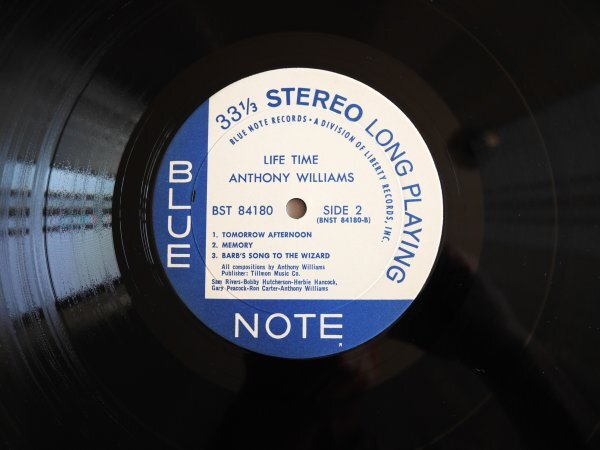 33⅓ STEREO LONG PLAYING
BLUE NOTE RECORDS • A DIVISION OF LIBERTY RECORDS, INC.
LIFE TIME
ANTHONY WILLIAMS
BST 84180 SIDE 2
(BNST 84180-B)
1. TOMORROW AFTERNOON
2. MEMORY
3. BARB'S SONG TO THE WIZARD
All compositions by Anthony Williams
Publisher: Tillmon Music Co.
Sam Rivers-Bobby Hutcherson-Herbie Hancock,
Gary Peacock-Ron Carter-Anthony Williams
BLUE
NOTE